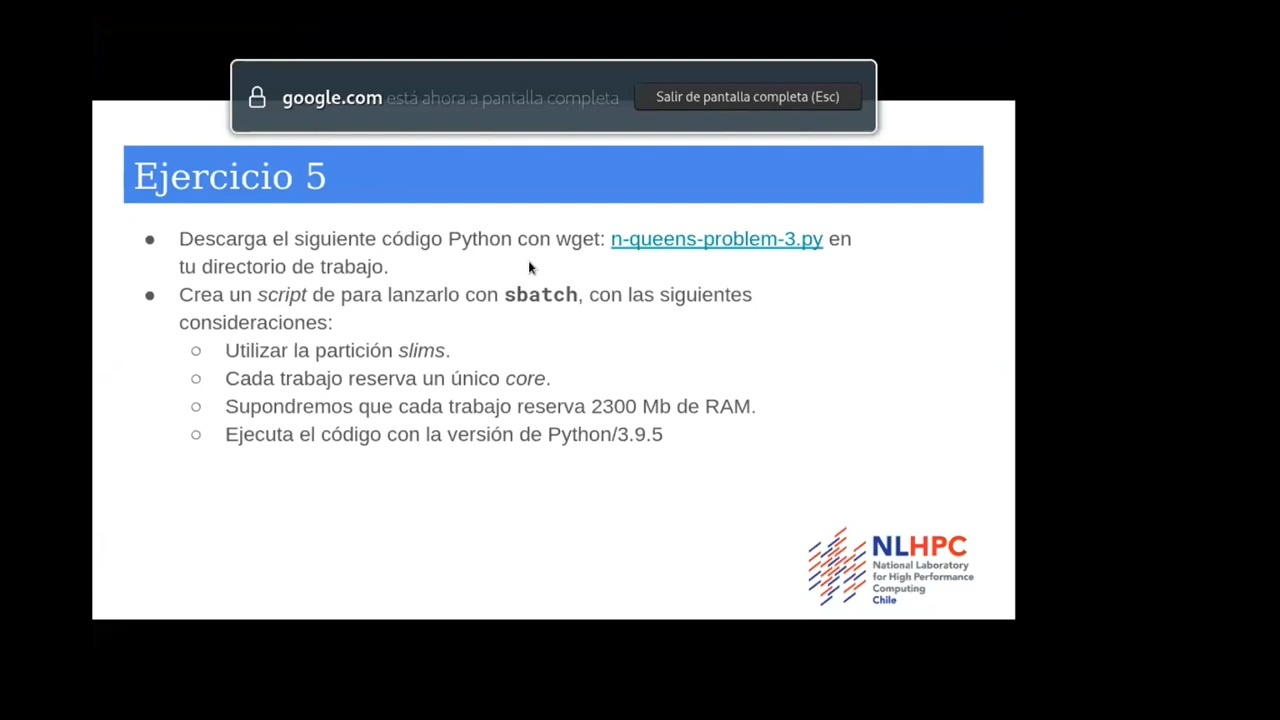 google.com está ahora a pantalla completa Salir de pantalla completa (Esc)
Ejercicio 5
● Descarga el siguiente código Python con wget: n-queens-problem-3.py en
tu directorio de trabajo.
● Crea un script de para lanzarlo con sbatch, con las siguientes
consideraciones:
○ Utilizar la partición slims.
○ Cada trabajo reserva un único core.
○ Supondremos que cada trabajo reserva 2300 Mb de RAM.
○ Ejecuta el código con la versión de Python/3.9.5
NLHPC
National Laboratory
for High Performance
Computing
Chile